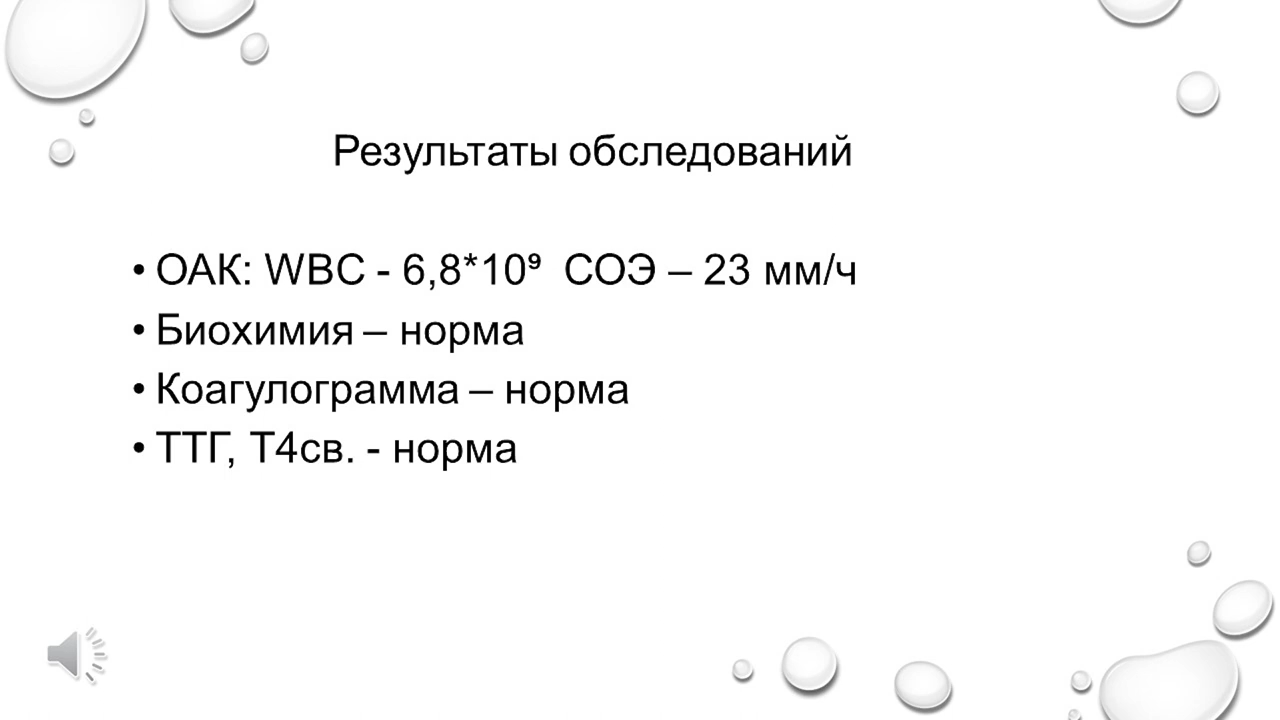 Результаты обследований
• ОАК: WBC - 6,8*10⁹ СОЭ – 23 мм/ч
• Биохимия – норма
• Коагулограмма – норма
• ТТГ, Т4св. - норма